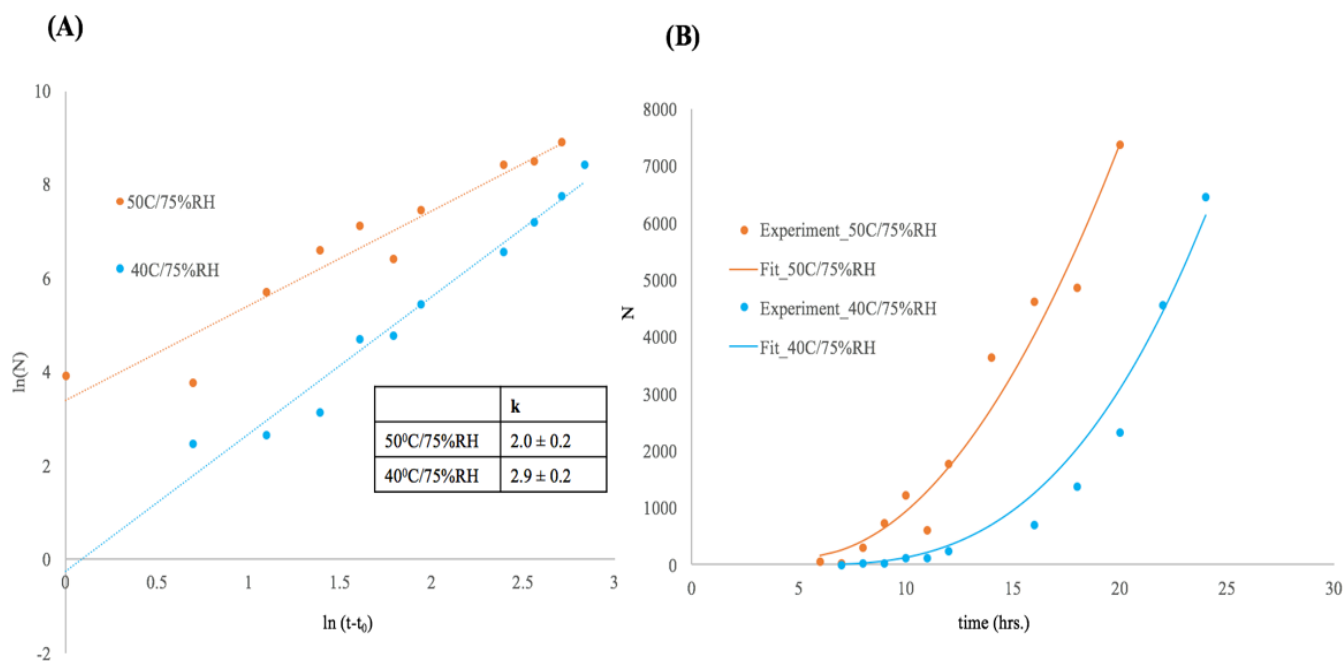 (A)
10
8
6
4
2
0
-2
ln(N)
50C/75%RH
40C/75%RH
k
50⁰C/75%RH 2.0 ± 0.2
40⁰C/75%RH 2.9 ± 0.2
0 0.5 1 1.5 2 2.5 3
ln (t-t₀)
(B)
8000
7000
6000
5000
4000
3000
2000
1000
0
N
Experiment_50C/75%RH
Fit_50C/75%RH
Experiment_40C/75%RH
Fit_40C/75%RH
0 5 10 15 20 25 30
time (hrs.)